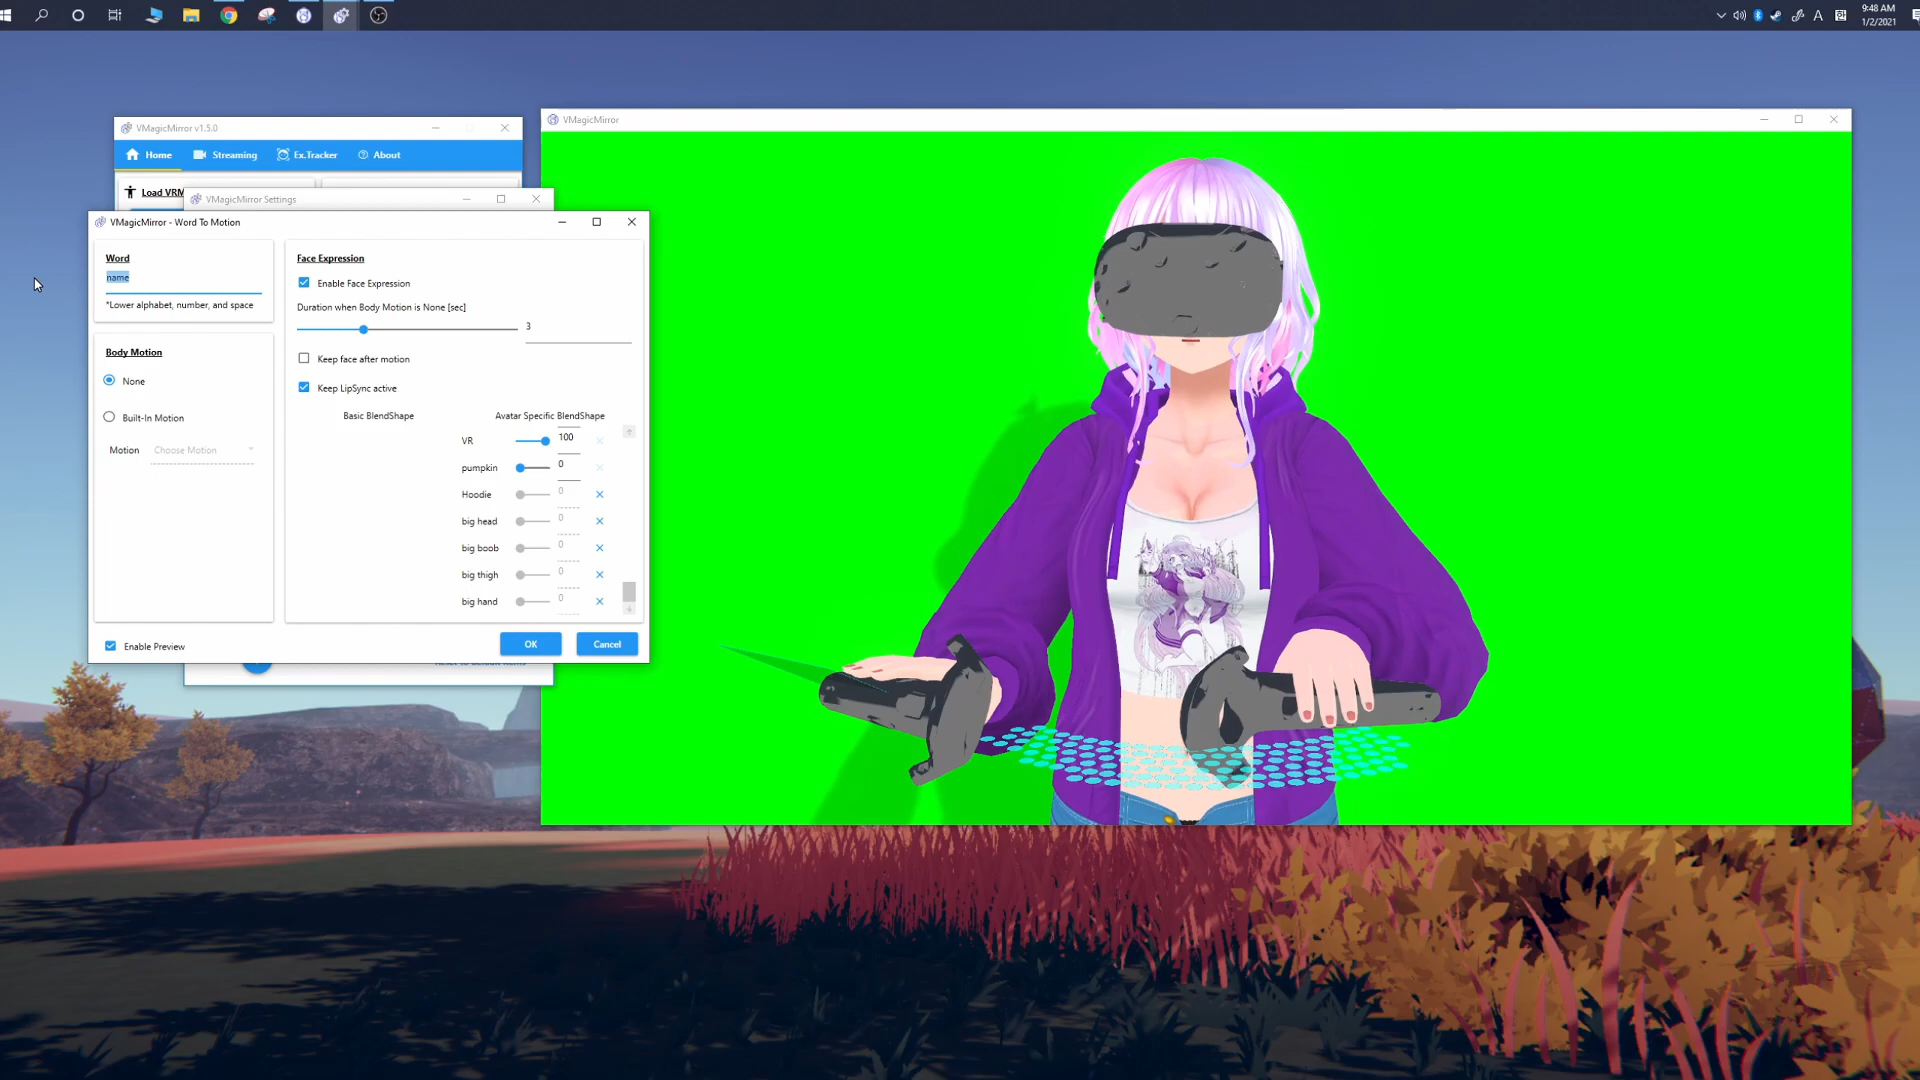 9:48 AM
A
1/2/2021
VMagicMirror v1.5.0
Home
Streaming
Ex.Tracker
About
Load VRM
VMagicMirror Settings
VMagicMirror - Word To Motion
Word
name
*Lower alphabet, number, and space
Body Motion
None
Built-In Motion
Motion
Choose Motion
Face Expression
Enable Face Expression
Duration when Body Motion is None [sec]
3
Keep face after motion
Keep LipSync active
Basic BlendShape
Avatar Specific BlendShape
VR 100
pumpkin 0
Hoodie 0
big head 0
big boob 0
big thigh 0
big hand 0
Enable Preview
OK
Cancel
VMagicMirror